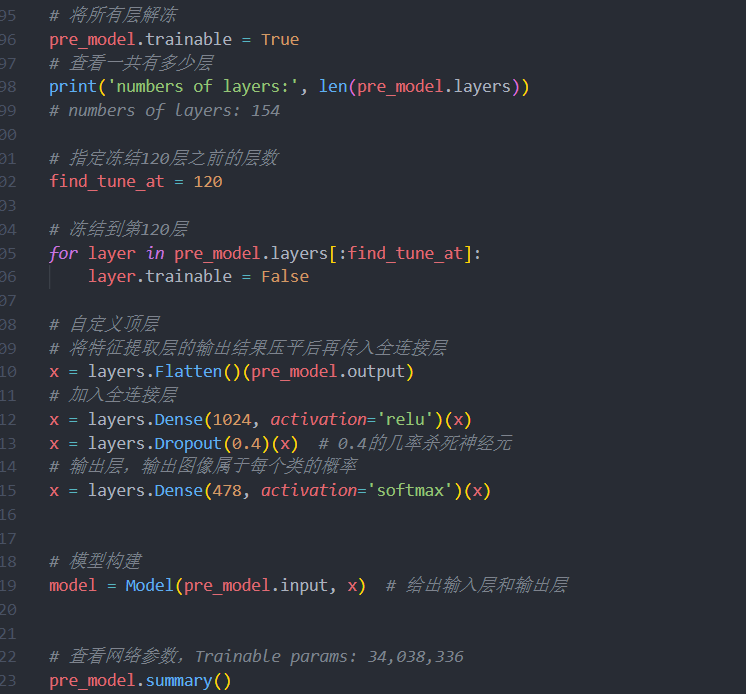 95 # 将所有层解冻
96 pre_model.trainable = True
97 # 查看一共有多少层
98 print('numbers of layers:', len(pre_model.layers))
99 # numbers of layers: 154
00
01 # 指定冻结120层之前的层数
02 find_tune_at = 120
03
04 # 冻结到第120层
05 for layer in pre_model.layers[:find_tune_at]:
06     layer.trainable = False
07
08 # 自定义顶层
09 # 将特征提取层的输出结果压平后再传入全连接层
10 x = layers.Flatten()(pre_model.output)
11 # 加入全连接层
12 x = layers.Dense(1024, activation='relu')(x)
13 x = layers.Dropout(0.4)(x)  # 0.4的几率杀死神经元
14 # 输出层，输出图像属于每个类的概率
15 x = layers.Dense(478, activation='softmax')(x)
16
17
18 # 模型构建
19 model = Model(pre_model.input, x)  # 给出输入层和输出层
20
21
22 # 查看网络参数，Trainable params: 34,038,336
23 pre_model.summary()